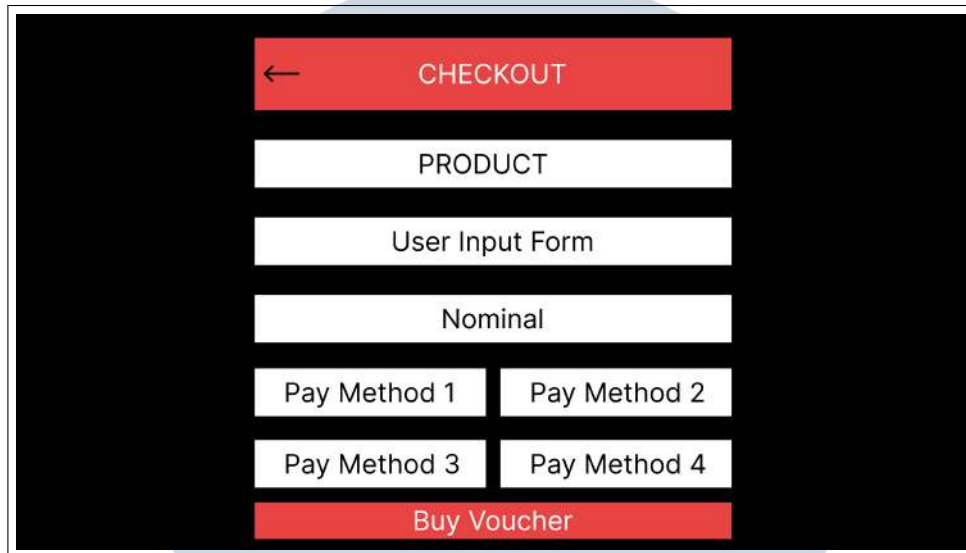 CHECKOUT
PRODUCT
User Input Form
Nominal
Pay Method 1 Pay Method 2
Pay Method 3 Pay Method 4
Buy Voucher